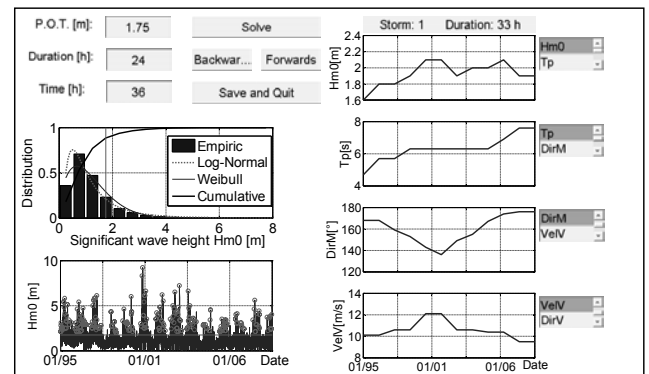 P.O.T. [m]: 1.75 Solve
Duration [h]: 24 Backwar... Forwards
Time [h]: 36 Save and Quit
Distribution
1
0.5
0
Empiric
Log-Normal
Weibull
Cumulative
0 2 4 6 8
Significant wave height Hm0 [m]
Hm0 [m]
10
5
0
01/95 01/01 01/06 Date
Storm: 1 Duration: 33 h
Hm0[m]
2.4
2.2
2
1.8
1.6
Hm0
Tp
Tp[s]
8
6
4
Tp
DirM
DirM[°]
180
160
140
120
DirM
VelV
VelV[m/s]
14
12
10
8
VelV
DirV
01/95 01/01 01/06 Date